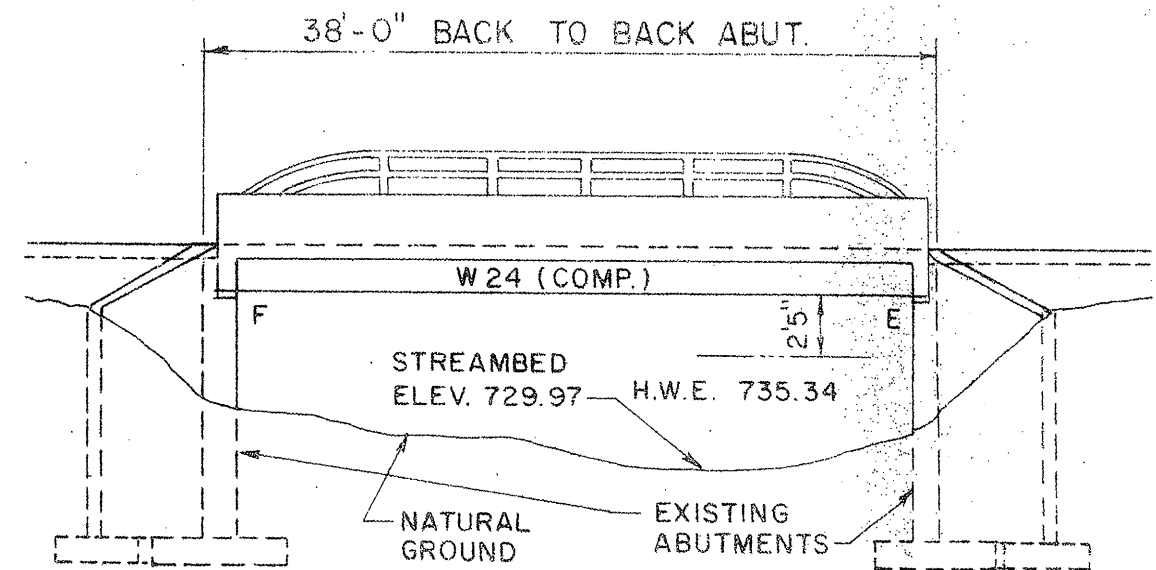 38'-0" BACK TO BACK ABUT.
W 24 (COMP.)
F
E
2'5"
STREAMBED
ELEV. 729.97
H.W.E. 735.34
NATURAL
GROUND
EXISTING
ABUTMENTS